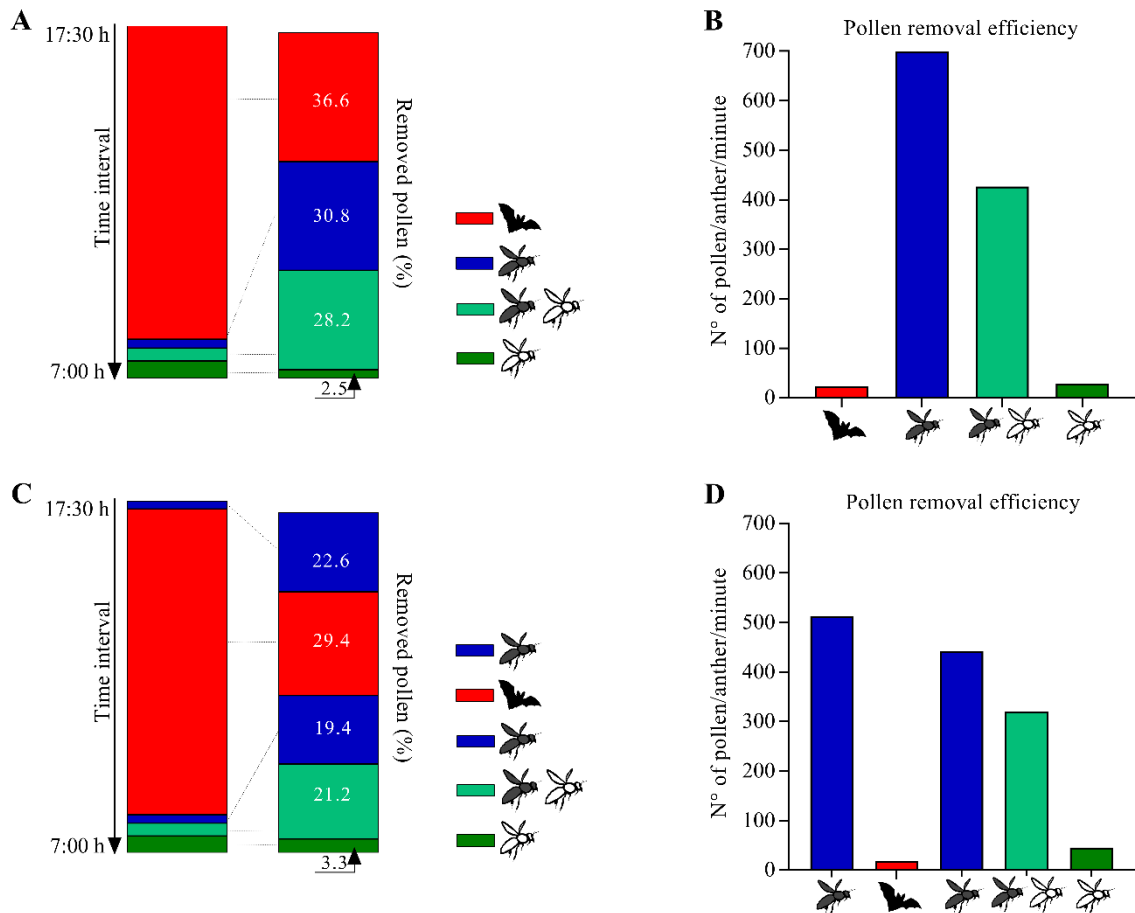 A
17:30 h
Time interval
7:00 h
36.6
30.8
28.2
2.5
Removed pollen (%)
B
Pollen removal efficiency
N° of pollen/anther/minute
700
600
500
400
300
200
100
0
C
17:30 h
Time interval
7:00 h
22.6
29.4
19.4
21.2
3.3
Removed pollen (%)
D
Pollen removal efficiency
N° of pollen/anther/minute
700
600
500
400
300
200
100
0